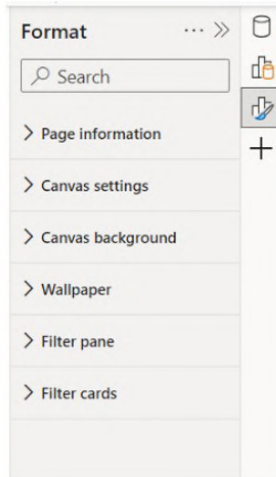 Format
Search
Page information
Canvas settings
Canvas background
Wallpaper
Filter pane
Filter cards